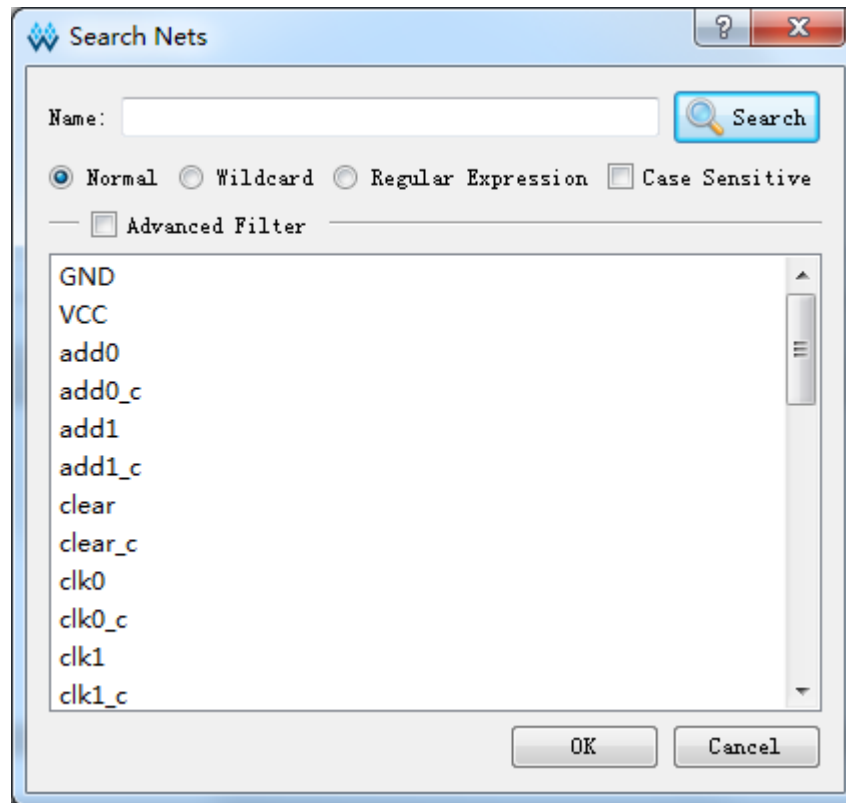 Search Nets
Name: Search
Normal Wildcard Regular Expression Case Sensitive
Advanced Filter
GND
VCC
add0
add0_c
add1
add1_c
clear
clear_c
clk0
clk0_c
clk1
clk1_c
OK Cancel